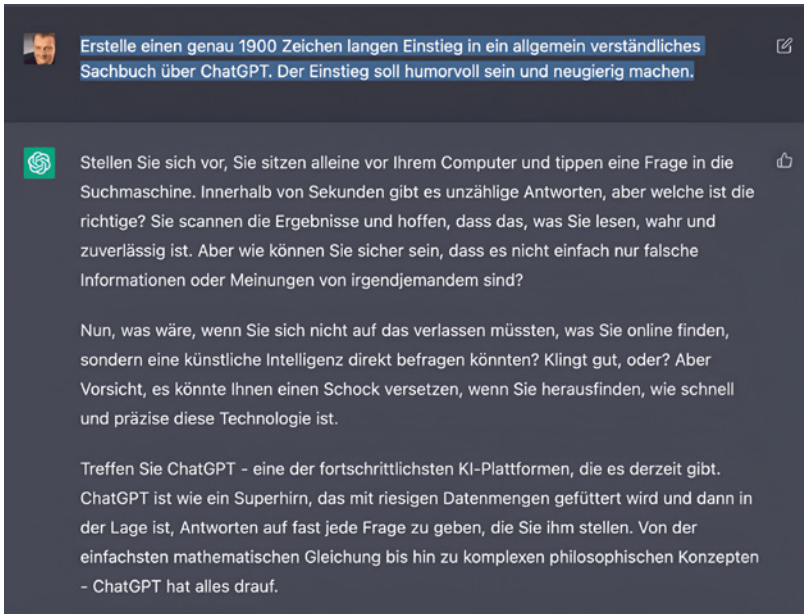 Erstelle einen genau 1900 Zeichen langen Einstieg in ein allgemein verständliches
Sachbuch über ChatGPT. Der Einstieg soll humorvoll sein und neugierig machen.
Stellen Sie sich vor, Sie sitzen alleine vor Ihrem Computer und tippen eine Frage in die
Suchmaschine. Innerhalb von Sekunden gibt es unzählige Antworten, aber welche ist die
richtige? Sie scannen die Ergebnisse und hoffen, dass das, was Sie lesen, wahr und
zuverlässig ist. Aber wie können Sie sicher sein, dass es nicht einfach nur falsche
Informationen oder Meinungen von irgendjemandem sind?
Nun, was wäre, wenn Sie sich nicht auf das verlassen müssten, was Sie online finden,
sondern eine künstliche Intelligenz direkt befragen könnten? Klingt gut, oder? Aber
Vorsicht, es könnte Ihnen einen Schock versetzen, wenn Sie herausfinden, wie schnell
und präzise diese Technologie ist.
Treffen Sie ChatGPT - eine der fortschrittlichsten KI-Plattformen, die es derzeit gibt.
ChatGPT ist wie ein Superhirn, das mit riesigen Datenmengen gefüttert wird und dann in
der Lage ist, Antworten auf fast jede Frage zu geben, die Sie ihm stellen. Von der
einfachsten mathematischen Gleichung bis hin zu komplexen philosophischen Konzepten
- ChatGPT hat alles drauf.